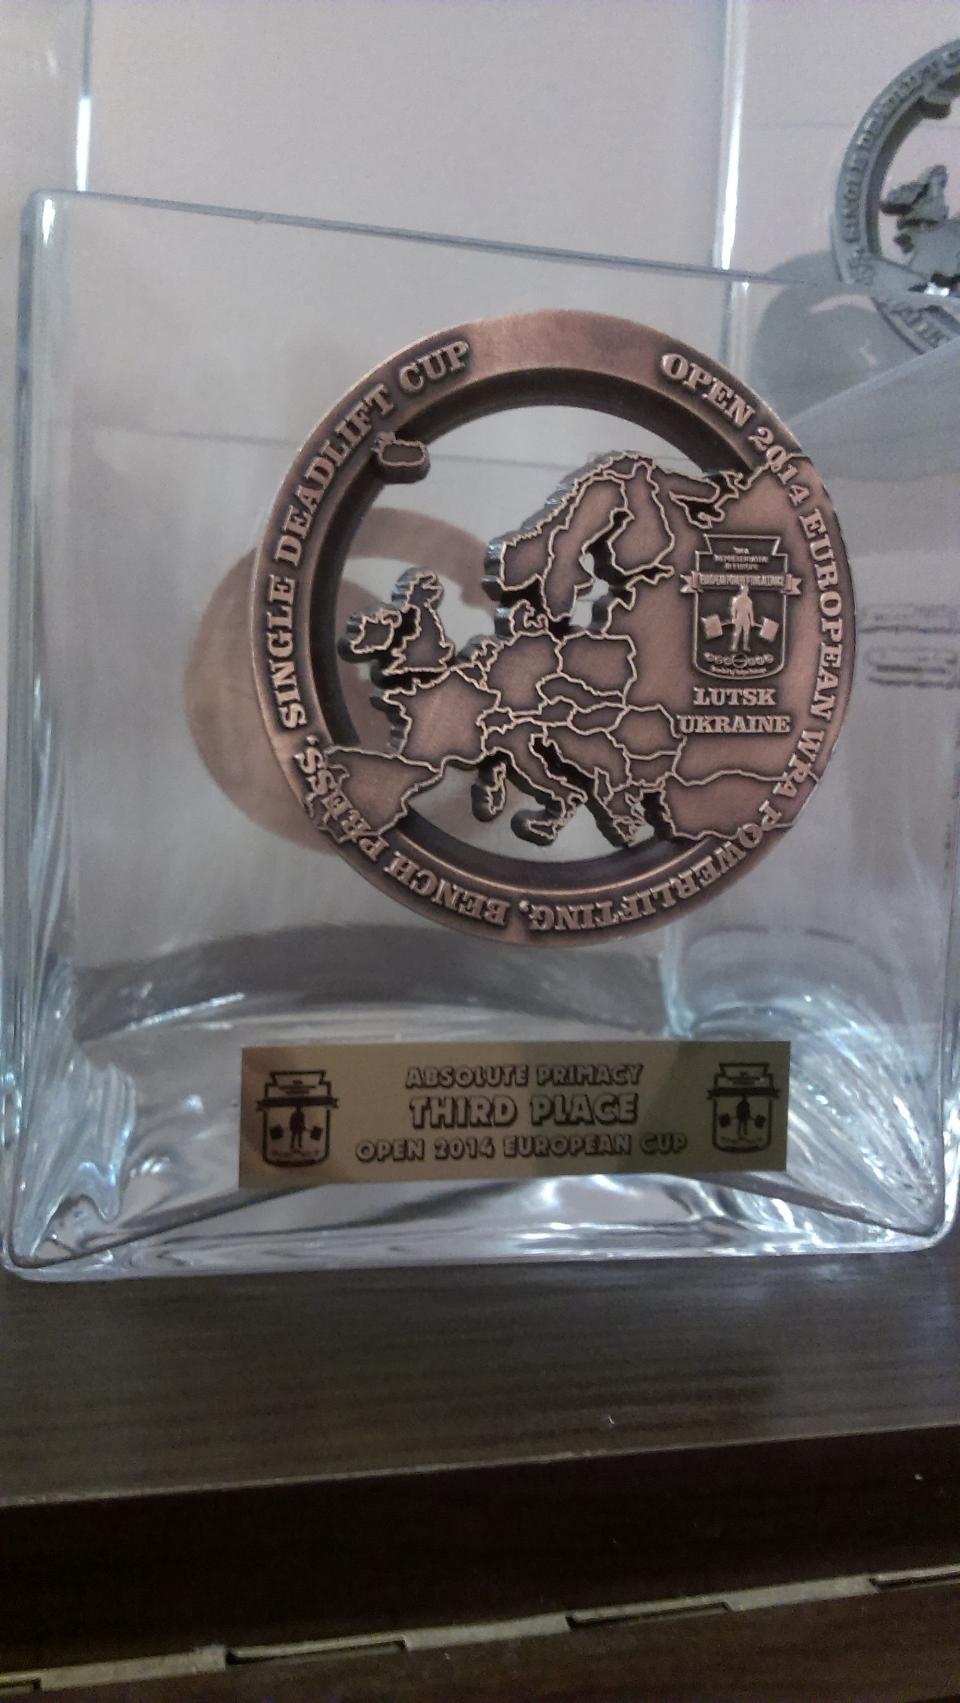 OPEN 2014 EUROPEAN WPA POWERLIFTING, BENCH PRESS, SINGLE DEADLIFT CUP
LUTSK
UKRAINE
ABSOLUTE PRIMACY
THIRD PLACE
OPEN 2014 EUROPEAN CUP